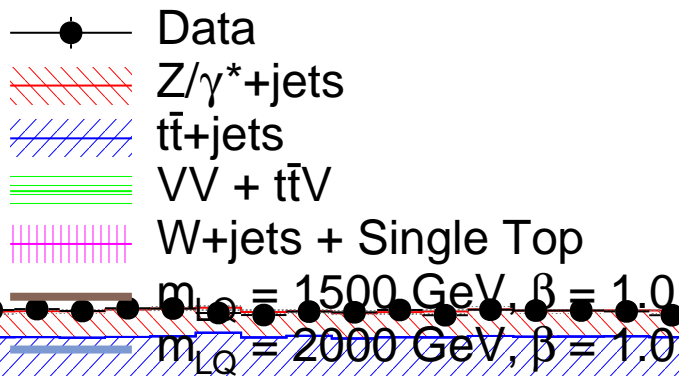 Data
Z/γ*+jets
tt̄+jets
VV + tt̄V
W+jets + Single Top
m_LQ = 1500 GeV, β = 1.0
m_LQ = 2000 GeV, β = 1.0